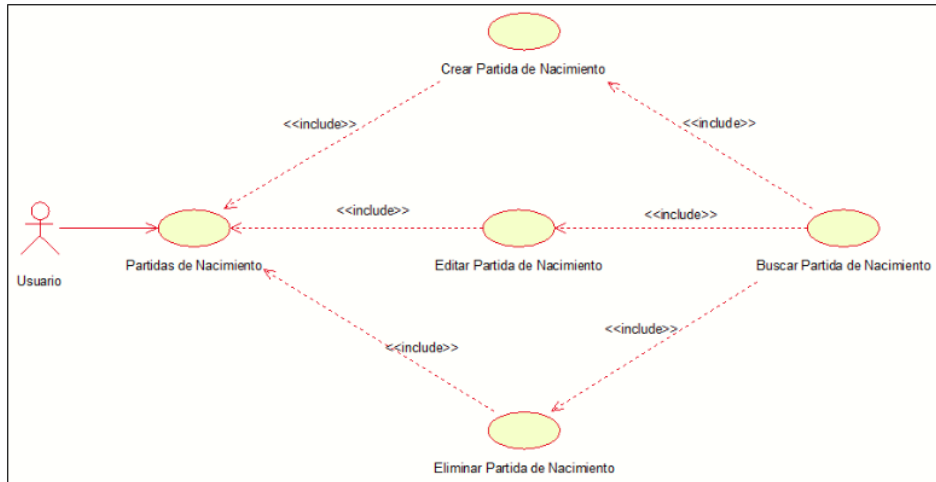 Crear Partida de Nacimiento
<<include>>
<<include>>
<<include>>
<<include>>
Usuario
Partidas de Nacimiento
Editar Partida de Nacimiento
Buscar Partida de Nacimiento
<<include>>
<<include>>
Eliminar Partida de Nacimiento